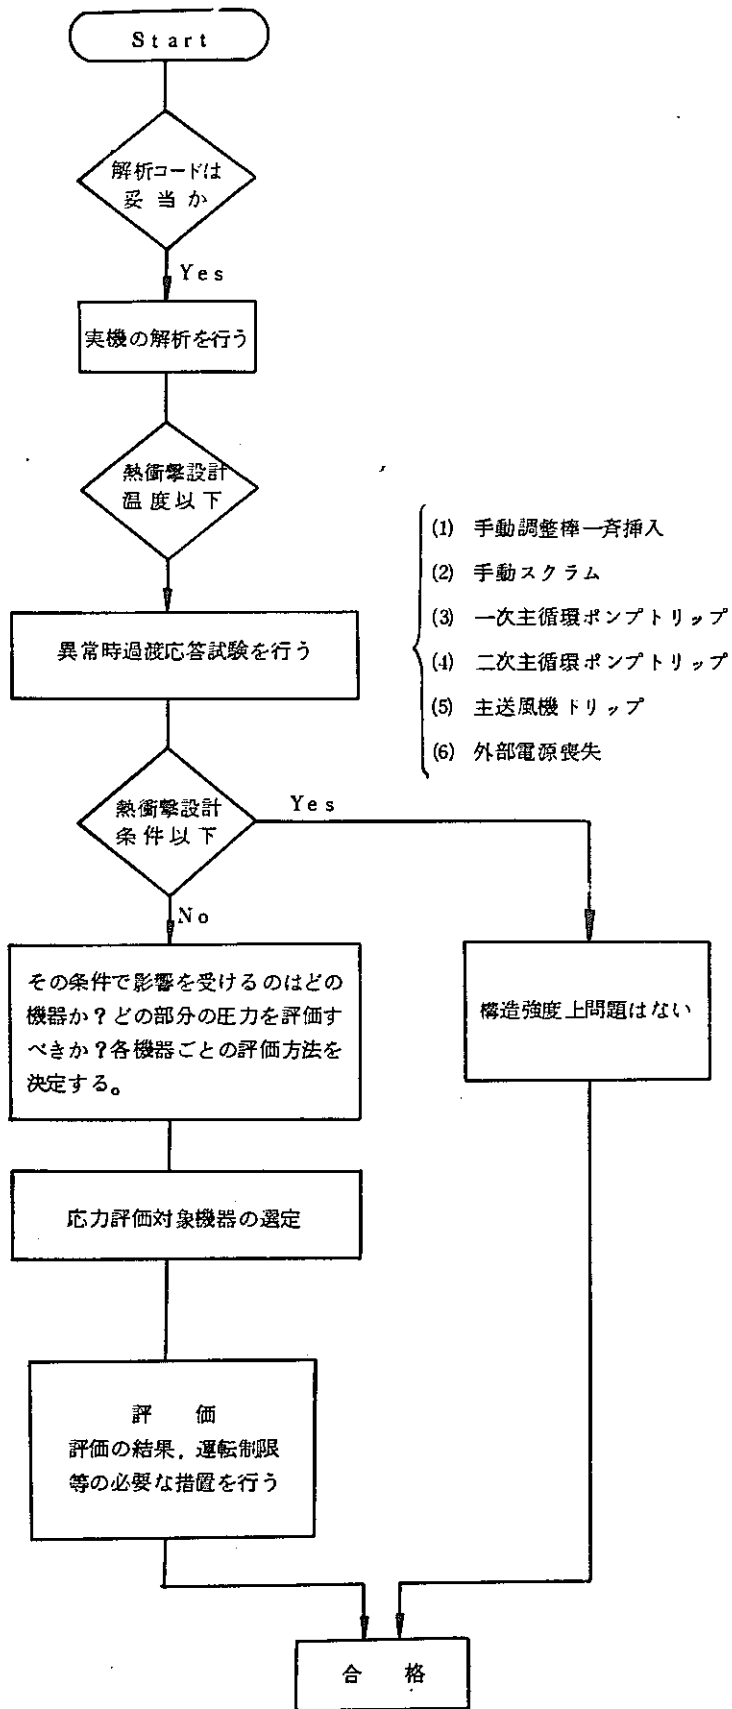 Start
解析コードは
妥当か
Yes
実機の解析を行う
熱衝撃設計
温度以下
異常時過渡応答試験を行う
(1) 手動調整棒一斉挿入
(2) 手動スクラム
(3) 一次主循環ポンプトリップ
(4) 二次主循環ポンプトリップ
(5) 主送風機トリップ
(6) 外部電源喪失
熱衝撃設計
条件以下
Yes
No
その条件で影響を受けるのはどの
機器か?どの部分の圧力を評価す
べきか?各機器ごとの評価方法を
決定する。
構造強度上問題はない
応力評価対象機器の選定
評 価
評価の結果,運転制限
等の必要な措置を行う
合 格